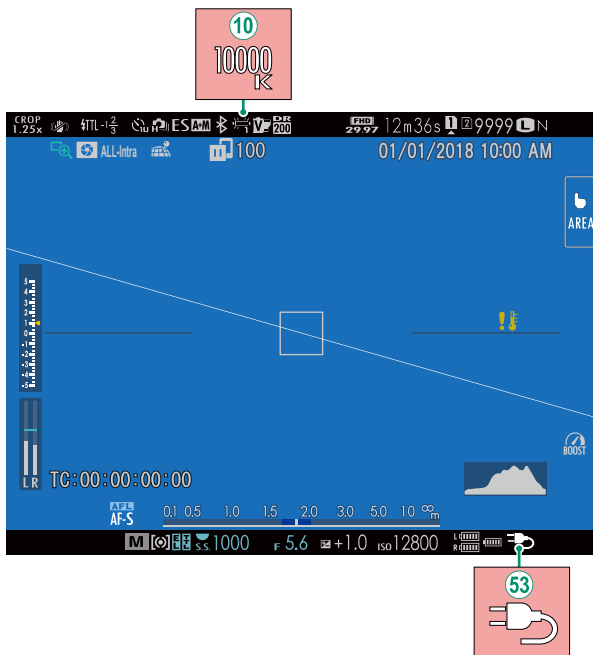 10
10000
K
CROP
1.25x
TTL -1 2/3
ES
A+M
V
DR
200
FHD
29.97
12m36s
1
2
9999
L
N
ALL-Intra
100
01/01/2018 10:00 AM
AREA
5
4
3
2
1
0
-1
-2
-3
-4
-5
BOOST
L R
TC:00:00:00:00
AFL
AF-S
0.1 0.5 1.0 1.5 2.0 3.0 5.0 10 ∞ m
M
S.S. 1000
F 5.6
+1.0
ISO 12800
L
R
53